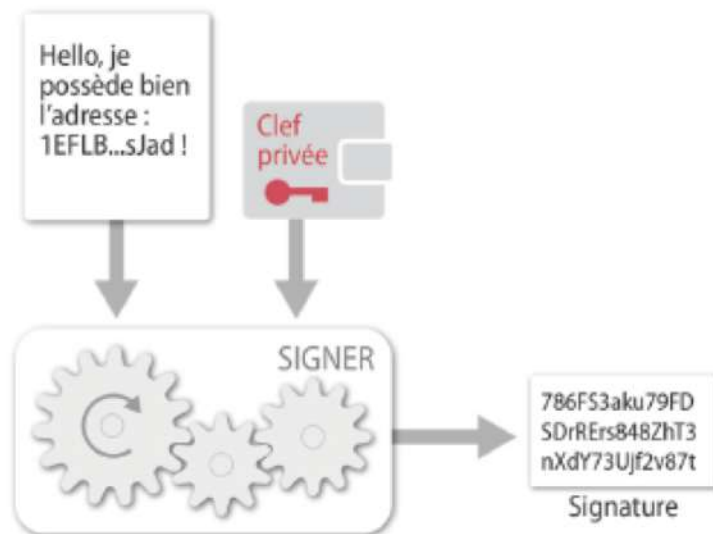 Hello, je
possède bien
l'adresse :
1EFLB...sJad !
Clef
privée
SIGNER
786FS3aku79FD
SDrRErs848ZhT3
nXdY73Ujf2v87t
Signature